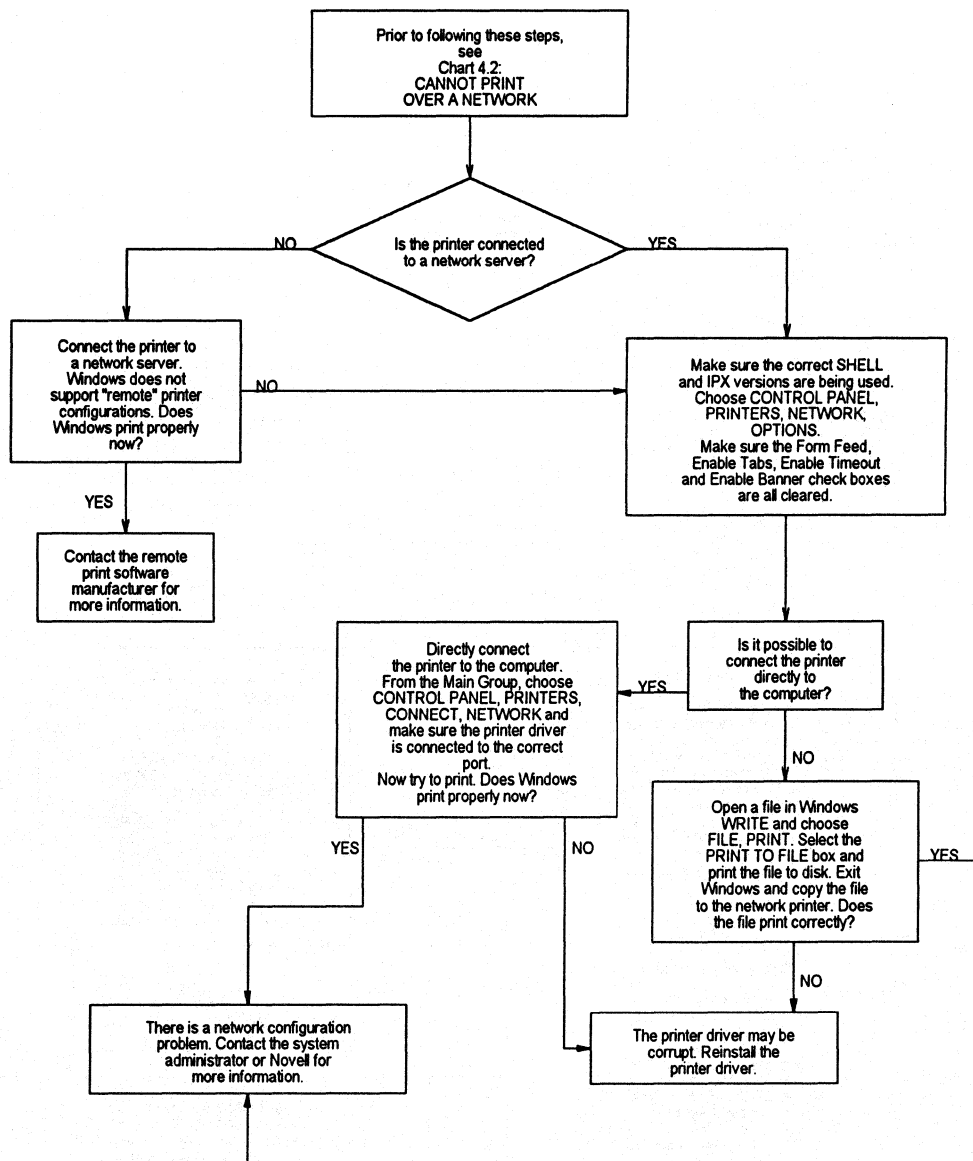 Prior to following these steps,
see
Chart 4.2:
CANNOT PRINT
OVER A NETWORK
Is the printer connected
to a network server?
NO
YES
Connect the printer to
a network server.
Windows does not
support "remote" printer
configurations. Does
Windows print properly
now?
NO
YES
Contact the remote
print software
manufacturer for
more information.
Make sure the correct SHELL
and IPX versions are being used.
Choose CONTROL PANEL,
PRINTERS, NETWORK,
OPTIONS.
Make sure the Form Feed,
Enable Tabs, Enable Timeout
and Enable Banner check boxes
are all cleared.
Is it possible to
connect the printer
directly to
the computer?
YES
NO
Directly connect
the printer to the computer.
From the Main Group, choose
CONTROL PANEL, PRINTERS,
CONNECT, NETWORK and
make sure the printer driver
is connected to the correct
port.
Now try to print. Does Windows
print properly now?
YES
NO
Open a file in Windows
WRITE and choose
FILE, PRINT. Select the
PRINT TO FILE box and
print the file to disk. Exit
Windows and copy the file
to the network printer. Does
the file print correctly?
YES
NO
There is a network configuration
problem. Contact the system
administrator or Novell for
more information.
The printer driver may be
corrupt. Reinstall the
printer driver.